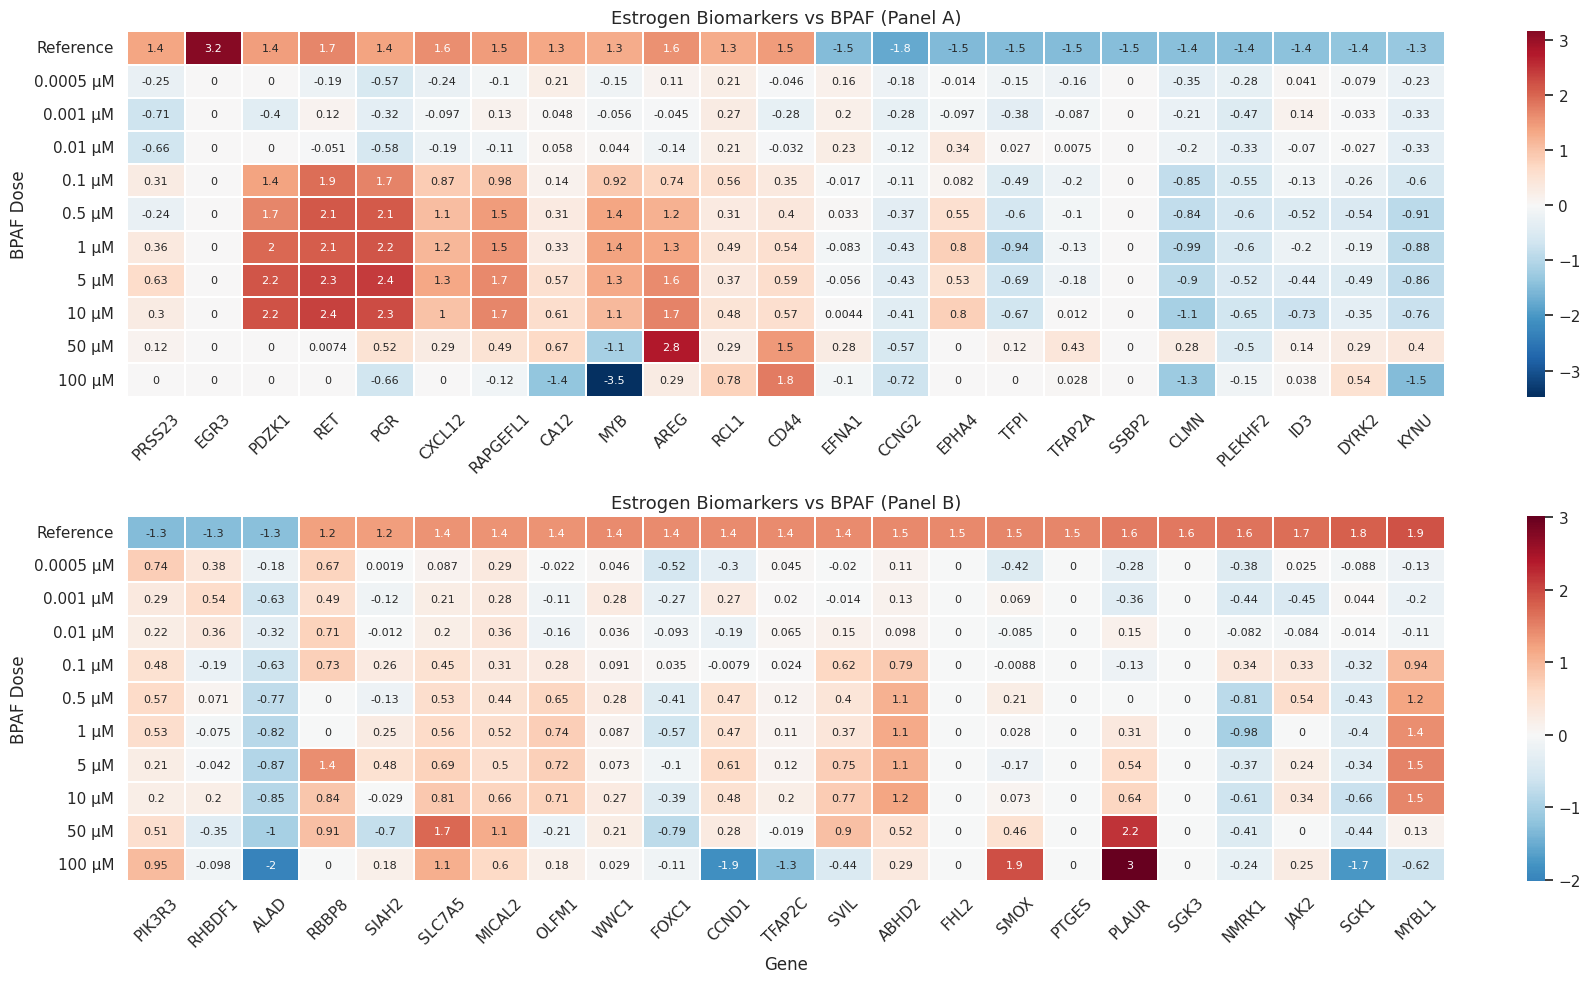 Estrogen Biomarkers vs BPAF (Panel A)
Reference 1.4 3.2 1.4 1.7 1.4 1.6 1.5 1.3 1.3 1.6 1.3 1.5 -1.5 -1.8 -1.5 -1.5 -1.5 -1.5 -1.4 -1.4 -1.4 -1.4 -1.3
0.0005 μM -0.25 0 0 -0.19 -0.57 -0.24 -0.1 0.21 -0.15 0.11 0.21 -0.046 0.16 -0.18 -0.014 -0.15 -0.16 0 -0.35 -0.28 0.041 -0.079 -0.23
0.001 μM -0.71 0 -0.4 0.12 -0.32 -0.097 0.13 0.048 -0.056 -0.045 0.27 -0.28 0.2 -0.28 -0.097 -0.38 -0.087 0 -0.21 -0.47 0.14 -0.033 -0.33
0.01 μM -0.66 0 0 -0.051 -0.58 -0.19 -0.11 0.058 0.044 -0.14 0.21 -0.032 0.23 -0.12 0.34 0.027 0.0075 0 -0.2 -0.33 -0.07 -0.027 -0.33
0.1 μM 0.31 0 1.4 1.9 1.7 0.87 0.98 0.14 0.92 0.74 0.56 0.35 -0.017 -0.11 0.082 -0.49 -0.2 0 -0.85 -0.55 -0.13 -0.26 -0.6
0.5 μM -0.24 0 1.7 2.1 2.1 1.1 1.5 0.31 1.4 1.2 0.31 0.4 0.033 -0.37 0.55 -0.6 -0.1 0 -0.84 -0.6 -0.52 -0.54 -0.91
1 μM 0.36 0 2 2.1 2.2 1.2 1.5 0.33 1.4 1.3 0.49 0.54 -0.083 -0.43 0.8 -0.94 -0.13 0 -0.99 -0.6 -0.2 -0.19 -0.88
5 μM 0.63 0 2.2 2.3 2.4 1.3 1.7 0.57 1.3 1.6 0.37 0.59 -0.056 -0.43 0.53 -0.69 -0.18 0 -0.9 -0.52 -0.44 -0.49 -0.86
10 μM 0.3 0 2.2 2.4 2.3 1 1.7 0.61 1.1 1.7 0.48 0.57 0.0044 -0.41 0.8 -0.67 0.012 0 -1.1 -0.65 -0.73 -0.35 -0.76
50 μM 0.12 0 0 0.0074 0.52 0.29 0.49 0.67 -1.1 2.8 0.29 1.5 0.28 -0.57 0 0.12 0.43 0 0.28 -0.5 0.14 0.29 0.4
100 μM 0 0 0 0 -0.66 0 -0.12 -1.4 -3.5 0.29 0.78 1.8 -0.1 -0.72 0 0 0.028 0 -1.3 -0.15 0.038 0.54 -1.5
BPAF Dose
PRSS23 EGR3 PDZK1 RET PGR CXCL12 RAPGEFL1 CA12 MYB AREG RCL1 CD44 EFNA1 CCNG2 EPHA4 TFPI TFAP2A SSBP2 CLMN PLEKHF2 ID3 DYRK2 KYNU
3
2
1
0
−1
−2
−3
Estrogen Biomarkers vs BPAF (Panel B)
Reference -1.3 -1.3 -1.3 1.2 1.2 1.4 1.4 1.4 1.4 1.4 1.4 1.4 1.4 1.5 1.5 1.5 1.5 1.6 1.6 1.6 1.7 1.8 1.9
0.0005 μM 0.74 0.38 -0.18 0.67 0.0019 0.087 0.29 -0.022 0.046 -0.52 -0.3 0.045 -0.02 0.11 0 -0.42 0 -0.28 0 -0.38 0.025 -0.088 -0.13
0.001 μM 0.29 0.54 -0.63 0.49 -0.12 0.21 0.28 -0.11 0.28 -0.27 0.27 0.02 -0.014 0.13 0 0.069 0 -0.36 0 -0.44 -0.45 0.044 -0.2
0.01 μM 0.22 0.36 -0.32 0.71 -0.012 0.2 0.36 -0.16 0.036 -0.093 -0.19 0.065 0.15 0.098 0 -0.085 0 0.15 0 -0.082 -0.084 -0.014 -0.11
0.1 μM 0.48 -0.19 -0.63 0.73 0.26 0.45 0.31 0.28 0.091 0.035 -0.0079 0.024 0.62 0.79 0 -0.0088 0 -0.13 0 0.34 0.33 -0.32 0.94
0.5 μM 0.57 0.071 -0.77 0 -0.13 0.53 0.44 0.65 0.28 -0.41 0.47 0.12 0.4 1.1 0 0.21 0 0 0 -0.81 0.54 -0.43 1.2
1 μM 0.53 -0.075 -0.82 0 0.25 0.56 0.52 0.74 0.087 -0.57 0.47 0.11 0.37 1.1 0 0.028 0 0.31 0 -0.98 0 -0.4 1.4
5 μM 0.21 -0.042 -0.87 1.4 0.48 0.69 0.5 0.72 0.073 -0.1 0.61 0.12 0.75 1.1 0 -0.17 0 0.54 0 -0.37 0.24 -0.34 1.5
10 μM 0.2 0.2 -0.85 0.84 -0.029 0.81 0.66 0.71 0.27 -0.39 0.48 0.2 0.77 1.2 0 0.073 0 0.64 0 -0.61 0.34 -0.66 1.5
50 μM 0.51 -0.35 -1 0.91 -0.7 1.7 1.1 -0.21 0.21 -0.79 0.28 -0.019 0.9 0.52 0 0.46 0 2.2 0 -0.41 0 -0.44 0.13
100 μM 0.95 -0.098 -2 0 0.18 1.1 0.6 0.18 0.029 -0.11 -1.9 -1.3 -0.44 0.29 0 1.9 0 3 0 -0.24 0.25 -1.7 -0.62
BPAF Dose
PIK3R3 RHBDF1 ALAD RBBP8 SIAH2 SLC7A5 MICAL2 OLFM1 WWC1 FOXC1 CCND1 TFAP2C SVIL ABHD2 FHL2 SMOX PTGES PLAUR SGK3 NMRK1 JAK2 SGK1 MYBL1
Gene
3
2
1
0
−1
−2